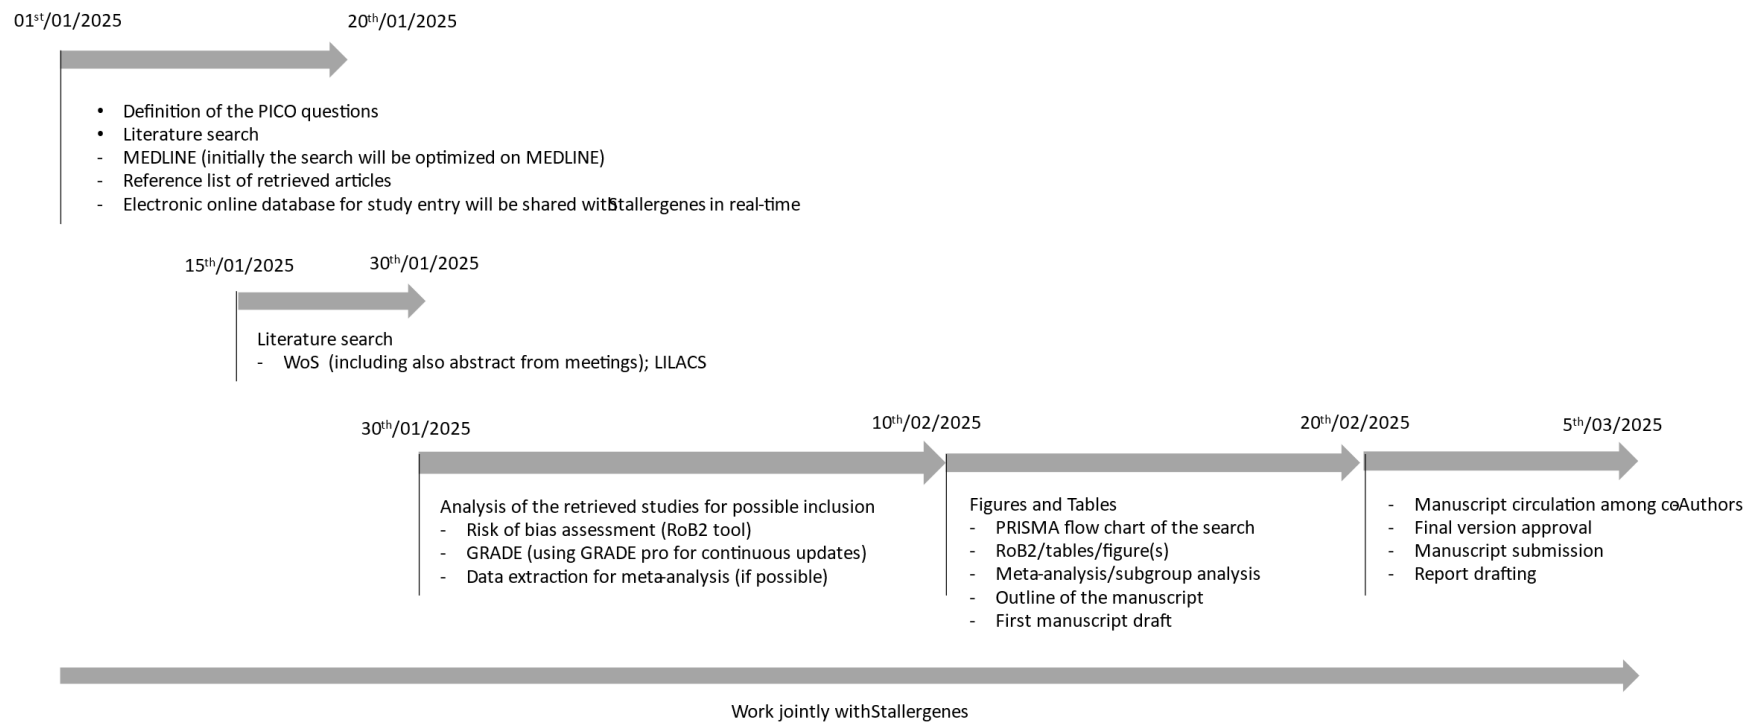 01st/01/2025
20th/01/2025
• Definition of the PICO questions
• Literature search
- MEDLINE (initially the search will be optimized on MEDLINE)
- Reference list of retrieved articles
- Electronic online database for study entry will be shared with Stallergenes in real-time
15th/01/2025
30th/01/2025
Literature search
- WoS (including also abstract from meetings); LILACS
30th/01/2025
10th/02/2025
20th/02/2025
5th/03/2025
Analysis of the retrieved studies for possible inclusion
- Risk of bias assessment (RoB2 tool)
- GRADE (using GRADE pro for continuous updates)
- Data extraction for meta-analysis (if possible)
Figures and Tables
- PRISMA flow chart of the search
- RoB2/tables/figure(s)
- Meta-analysis/subgroup analysis
- Outline of the manuscript
- First manuscript draft
- Manuscript circulation among co-Authors
- Final version approval
- Manuscript submission
- Report drafting
Work jointly withStallergenes